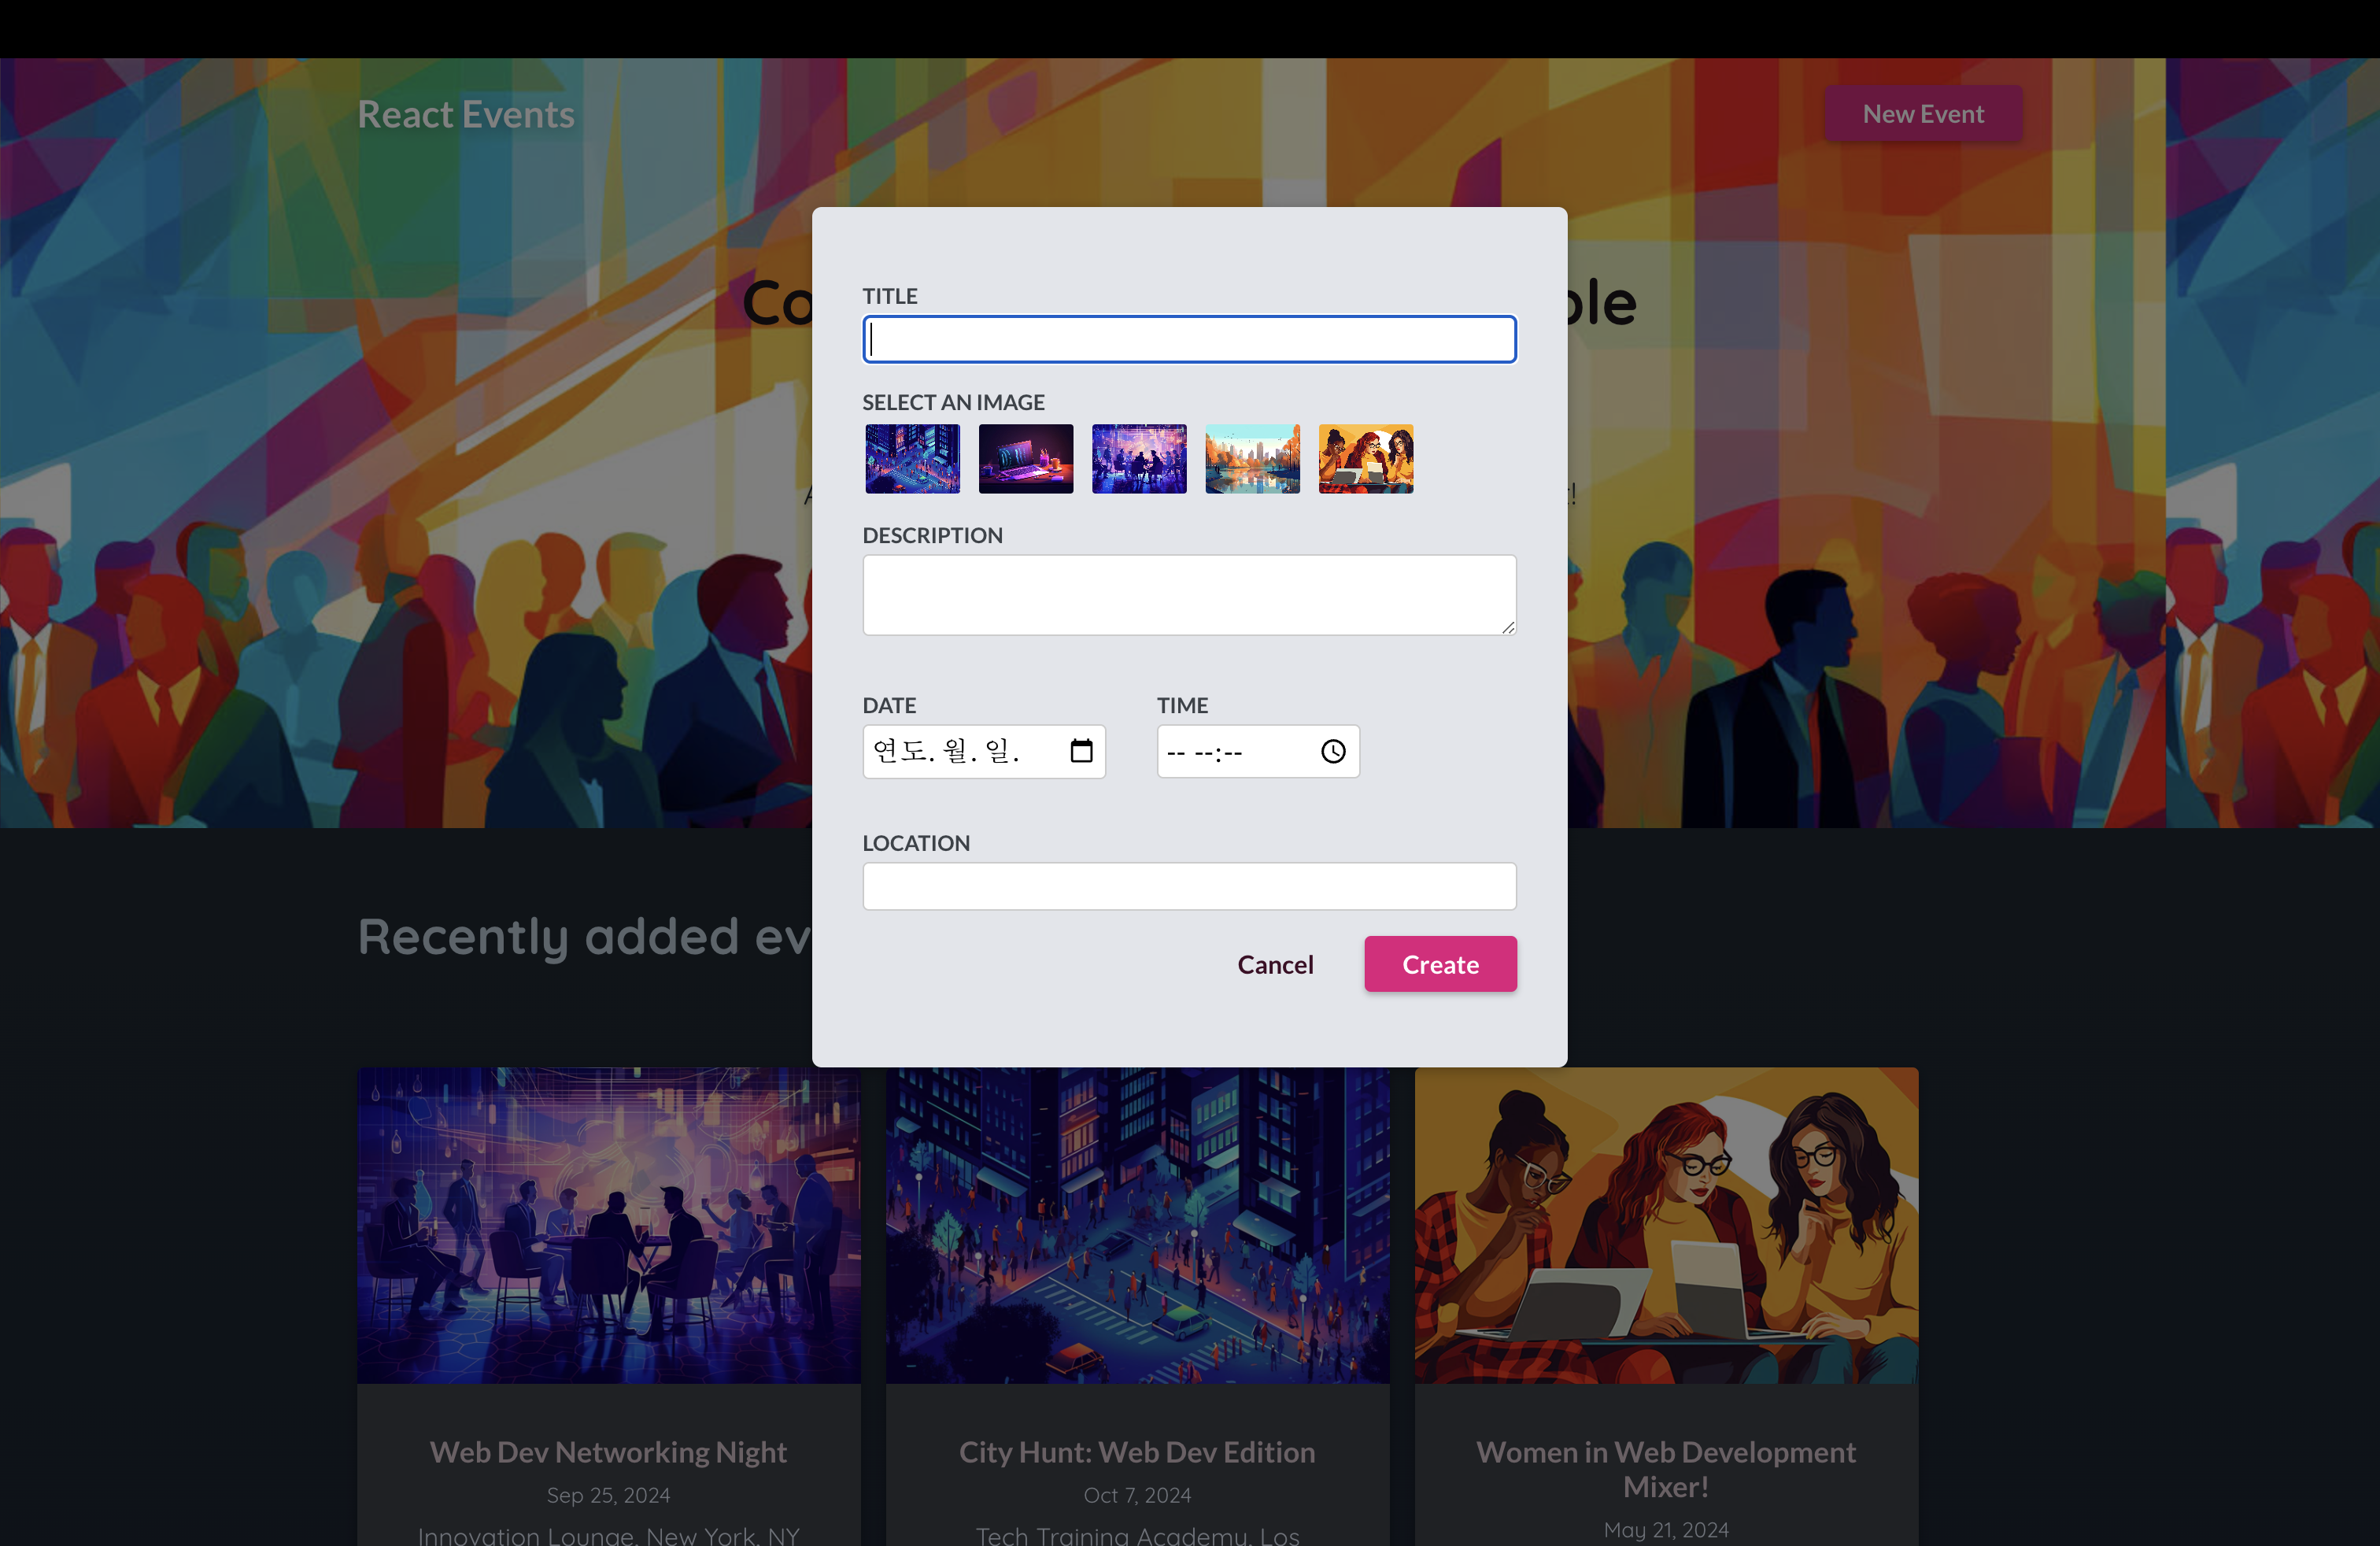 React Events
New Event
Co
ple
TITLE
SELECT AN IMAGE
A
!
DESCRIPTION
DATE
TIME
연도. 월. 일.
-- --:--
LOCATION
Cancel
Create
Recently added ev
Web Dev Networking Night
Sep 25, 2024
Innovation Lounge, New York, NY
City Hunt: Web Dev Edition
Oct 7, 2024
Tech Training Academy, Los
Women in Web Development
Mixer!
May 21, 2024